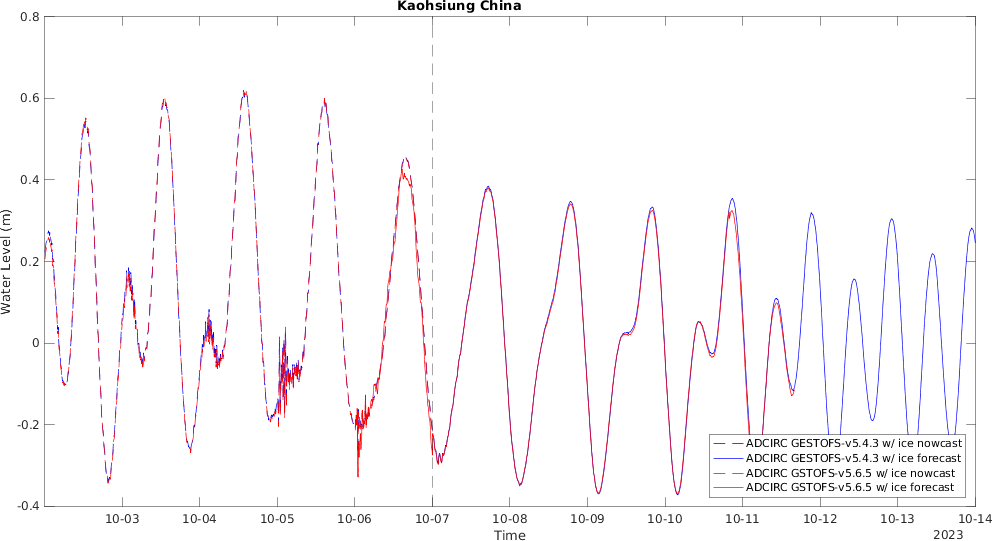 Kaohsiung China
0.8
0.6
0.4
0.2
0
-0.2
-0.4
Water Level (m)
ADCIRC GESTOFS-v5.4.3 w/ ice nowcast
ADCIRC GESTOFS-v5.4.3 w/ ice forecast
ADCIRC GSTOFS-v5.6.5 w/ ice nowcast
ADCIRC GSTOFS-v5.6.5 w/ ice forecast
10-03 10-04 10-05 10-06 10-07 10-08 10-09 10-10 10-11 10-12 10-13 10-14
Time
2023